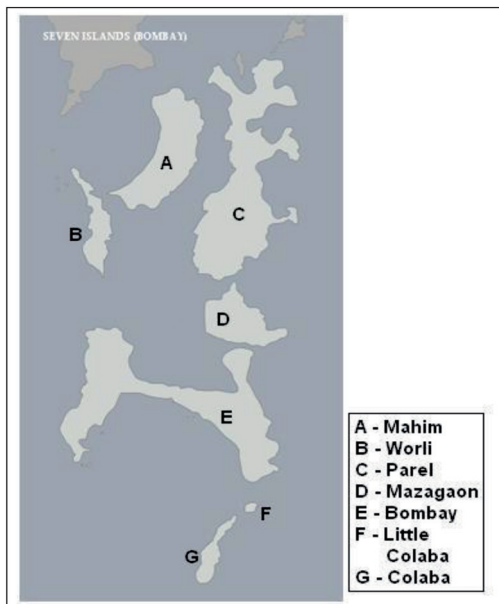 SEVEN ISLANDS (BOMBAY)
A
B
C
D
E
F
G
A - Mahim
B - Worli
C - Parel
D - Mazagaon
E - Bombay
F - Little
Colaba
G - Colaba